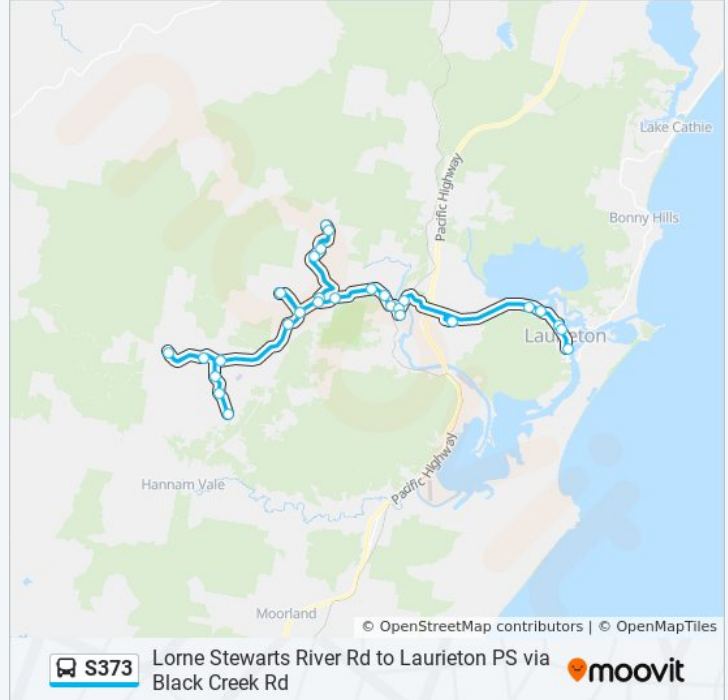 Lake Cathie
Pacific Highway
Bonny Hills
Laurieton
Pacific Highway
Hannam Vale
Moorland
© OpenStreetMap contributors | © OpenMapTiles
S373
Lorne Stewarts River Rd to Laurieton PS via
Black Creek Rd
moovit